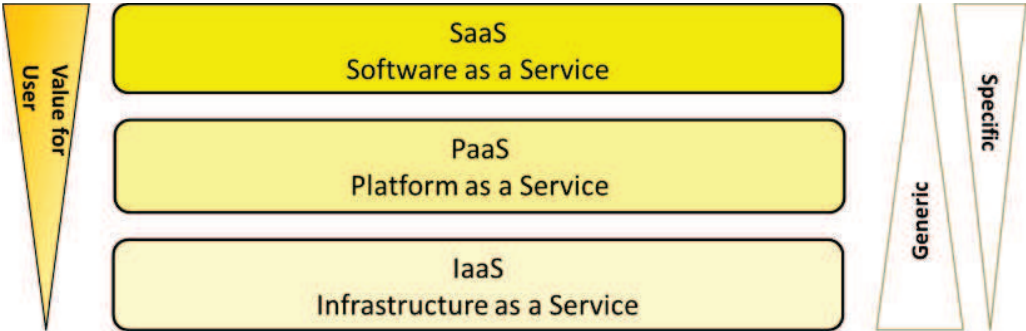 Value for
User
SaaS
Software as a Service
PaaS
Platform as a Service
IaaS
Infrastructure as a Service
Generic
Specific